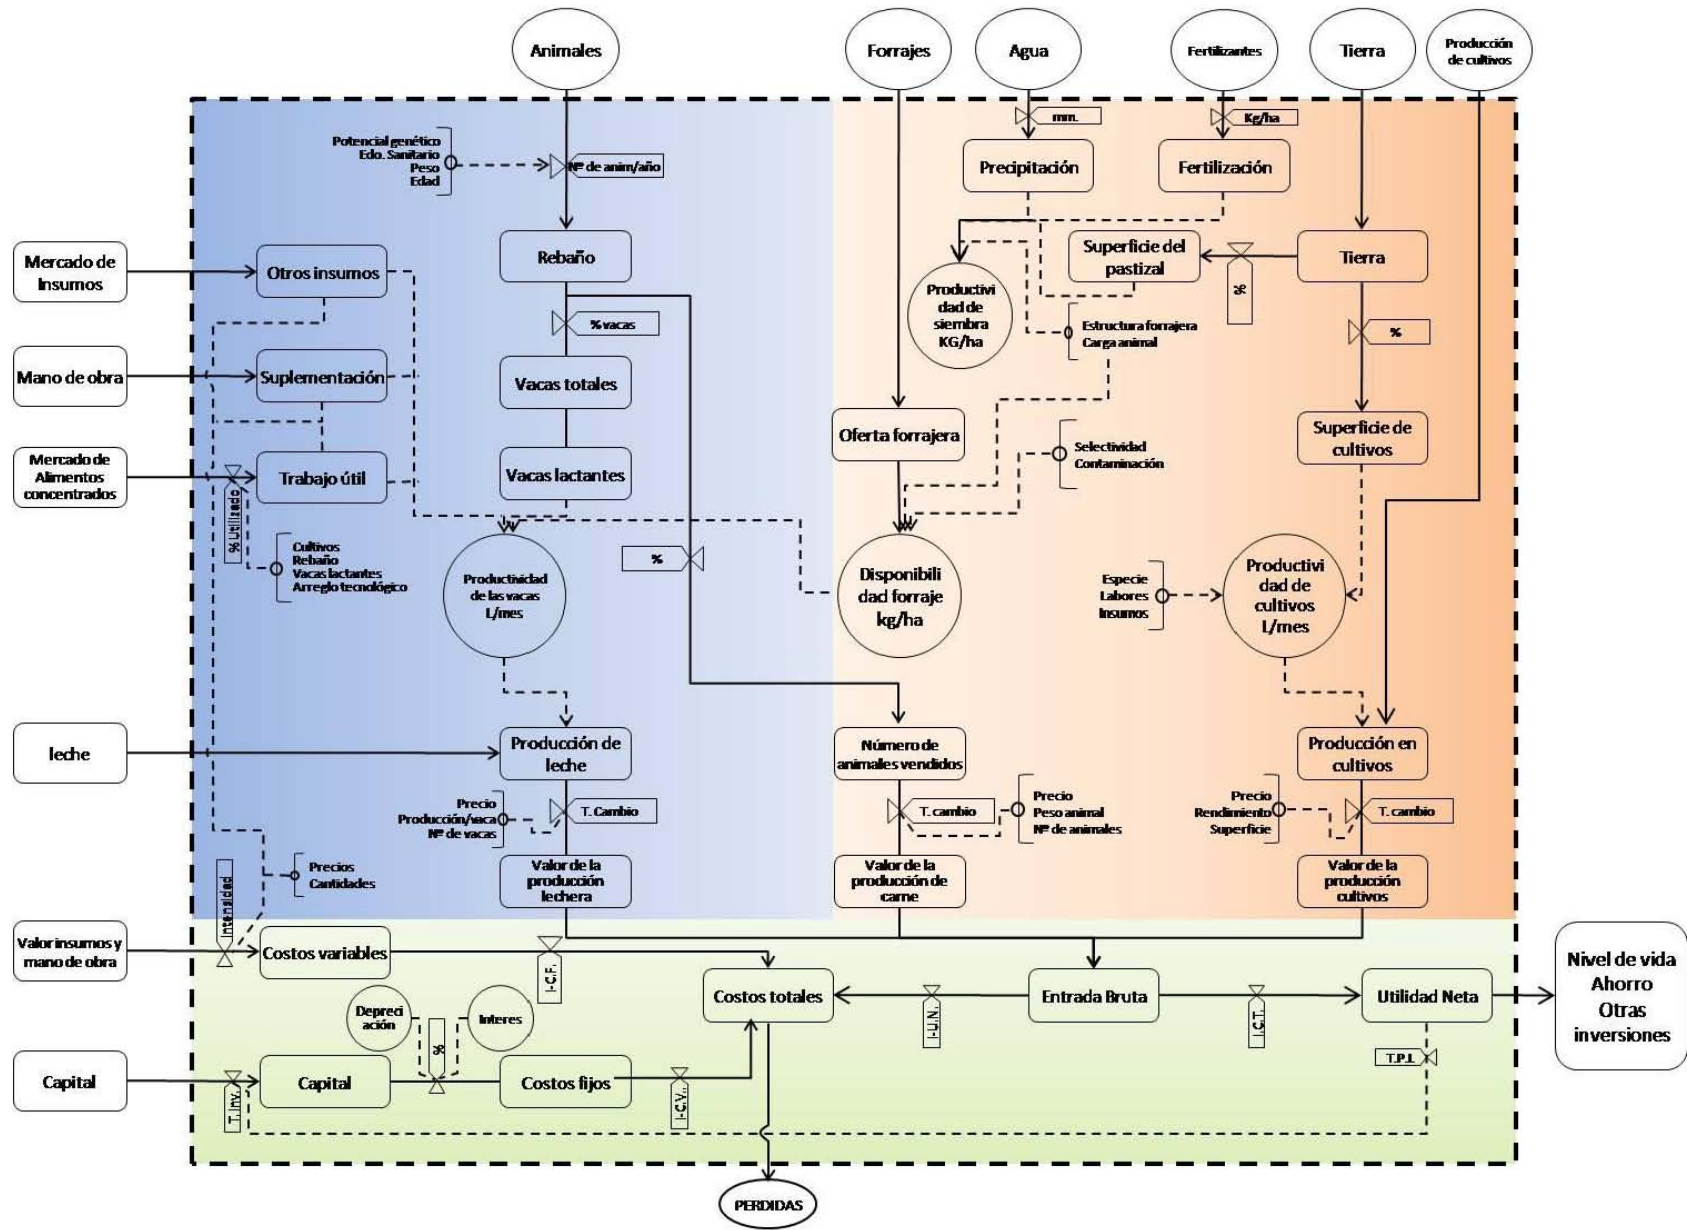 Animales
Forrajes
Agua
Fertilizantes
Tierra
Producción
de cultivos
mm.
Kg/ha
Potencial genético
Edo. Sanitario
Peso
Edad
Nº de anim/año
Precipitación
Fertilización
Mercado de
Insumos
Otros insumos
Rebaño
Superficie del
pastizal
Tierra
%
Productivi
dad de
siembra
KG/ha
% vacas
Estructura forrajera
Carga animal
%
Mano de obra
Suplementación
Vacas totales
Oferta forrajera
Superficie de
cultivos
Mercado de
Alimentos
concentrados
% Utilizado
Trabajo útil
Vacas lactantes
Selectividad
Contaminación
Cultivos
Rebaño
Vacas lactantes
Arreglo tecnológico
Productividad
de las vacas
L/mes
%
Disponibili
dad forraje
kg/ha
Especie
Labores
Insumos
Productivi
dad de
cultivos
L/mes
leche
Producción de
leche
Número de
animales vendidos
Producción en
cultivos
Precio
Producción/vaca
Nº de vacas
T. Cambio
T. cambio
Precio
Peso animal
Nº de animales
Precio
Rendimiento
Superficie
T. cambio
Precios
Cantidades
Valor de la
producción
lechera
Valor de la
producción de
carne
Valor de la
producción
cultivos
Intensidad
Valor insumos y
mano de obra
Costos variables
I-C.F.
Costos totales
I-U.N.
Entrada Bruta
I.C.T.
Utilidad Neta
Nivel de vida
Ahorro
Otras
inversiones
Depreci
ación
%
Interes
T.P.I.
Capital
T. Inv.
Capital
Costos fijos
I-C.V.
PERDIDAS